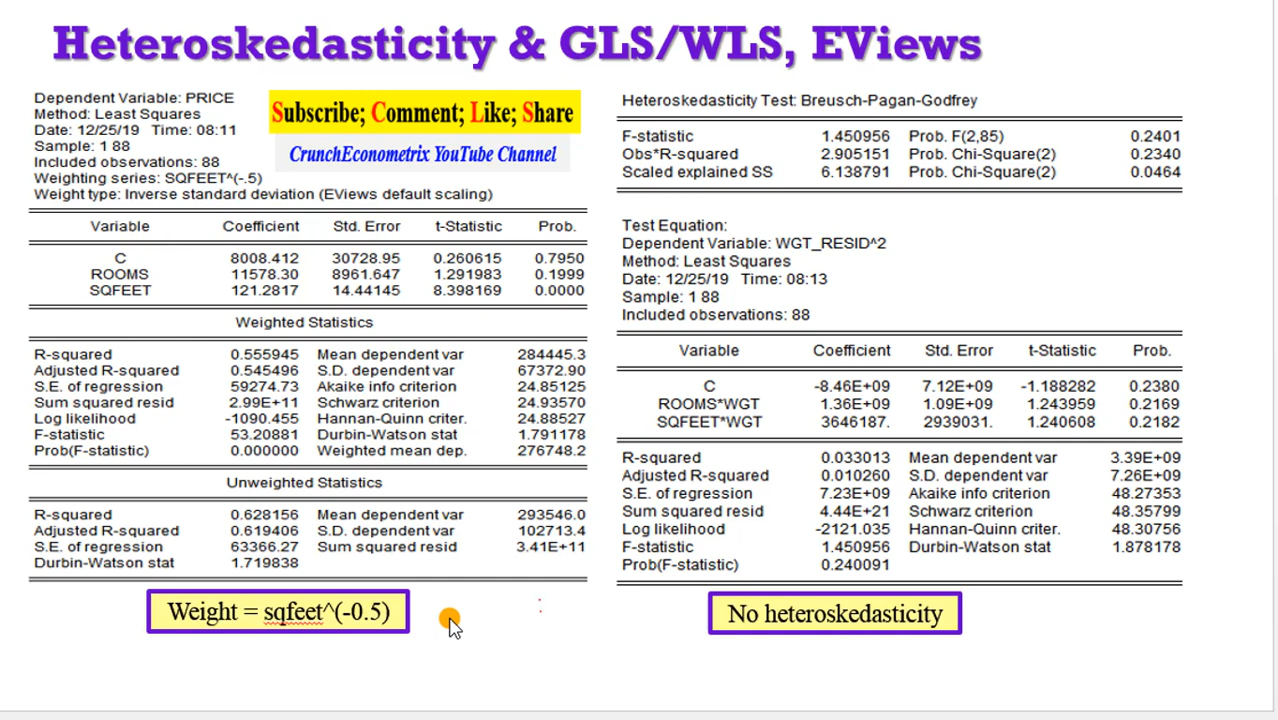 Heteroskedasticity & GLS/WLS, EViews
Dependent Variable: PRICE
Method: Least Squares
Date: 12/25/19 Time: 08:11
Sample: 1 88
Included observations: 88
Weighting series: SQFEET^(-.5)
Weight type: Inverse standard deviation (EViews default scaling)
Subscribe; Comment; Like; Share
CrunchEconometrix YouTube Channel
Variable Coefficient Std. Error t-Statistic Prob.
C 8008.412 30728.95 0.260615 0.7950
ROOMS 11578.30 8961.647 1.291983 0.1999
SQFEET 121.2817 14.44145 8.398169 0.0000
Weighted Statistics
R-squared 0.555945 Mean dependent var 284445.3
Adjusted R-squared 0.545496 S.D. dependent var 67372.90
S.E. of regression 59274.73 Akaike info criterion 24.85125
Sum squared resid 2.99E+11 Schwarz criterion 24.93570
Log likelihood -1090.455 Hannan-Quinn criter. 24.88527
F-statistic 53.20881 Durbin-Watson stat 1.791178
Prob(F-statistic) 0.000000 Weighted mean dep. 276748.2
Unweighted Statistics
R-squared 0.628156 Mean dependent var 293546.0
Adjusted R-squared 0.619406 S.D. dependent var 102713.4
S.E. of regression 63366.27 Sum squared resid 3.41E+11
Durbin-Watson stat 1.719838
Weight = sqfeet^(-0.5)
Heteroskedasticity Test: Breusch-Pagan-Godfrey
F-statistic 1.450956 Prob. F(2,85) 0.2401
Obs*R-squared 2.905151 Prob. Chi-Square(2) 0.2340
Scaled explained SS 6.138791 Prob. Chi-Square(2) 0.0464
Test Equation:
Dependent Variable: WGT_RESID^2
Method: Least Squares
Date: 12/25/19 Time: 08:13
Sample: 1 88
Included observations: 88
Variable Coefficient Std. Error t-Statistic Prob.
C -8.46E+09 7.12E+09 -1.188282 0.2380
ROOMS*WGT 1.36E+09 1.09E+09 1.243959 0.2169
SQFEET*WGT 3646187. 2939031. 1.240608 0.2182
R-squared 0.033013 Mean dependent var 3.39E+09
Adjusted R-squared 0.010260 S.D. dependent var 7.26E+09
S.E. of regression 7.23E+09 Akaike info criterion 48.27353
Sum squared resid 4.44E+21 Schwarz criterion 48.35799
Log likelihood -2121.035 Hannan-Quinn criter. 48.30756
F-statistic 1.450956 Durbin-Watson stat 1.878178
Prob(F-statistic) 0.240091
No heteroskedasticity